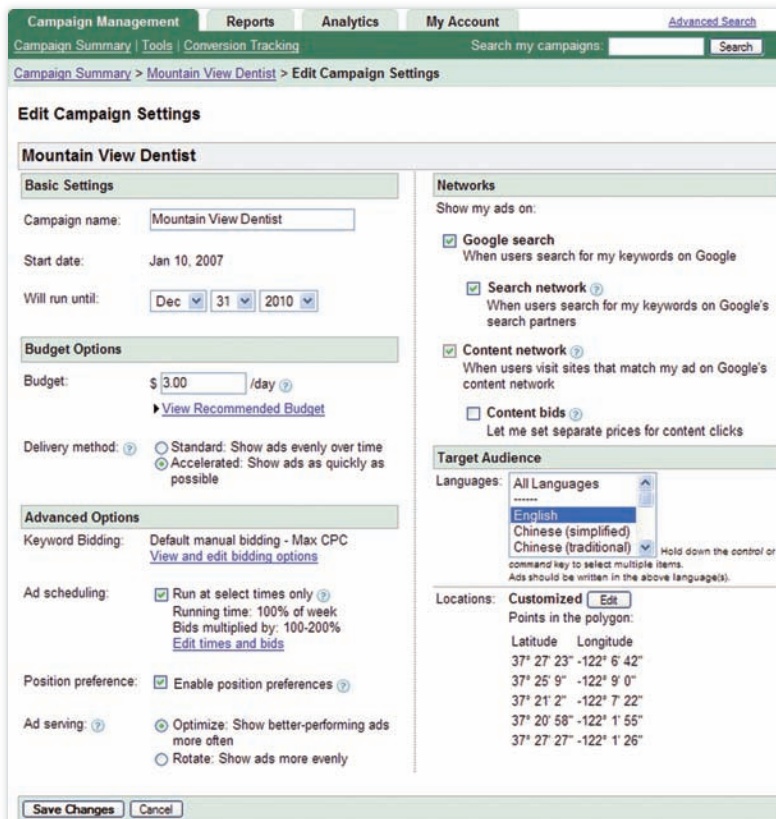 Campaign Management Reports Analytics My Account Advanced Search
Campaign Summary | Tools | Conversion Tracking Search my campaigns: Search
Campaign Summary > Mountain View Dentist > Edit Campaign Settings
Edit Campaign Settings
Mountain View Dentist
Basic Settings
Campaign name: Mountain View Dentist
Start date: Jan 10, 2007
Will run until: Dec 31 2010
Budget Options
Budget: $ 3.00 /day ?
View Recommended Budget
Delivery method: ? Standard: Show ads evenly over time
Accelerated: Show ads as quickly as
possible
Advanced Options
Keyword Bidding: Default manual bidding - Max CPC
View and edit bidding options
Ad scheduling: Run at select times only ?
Running time: 100% of week
Bids multiplied by: 100-200%
Edit times and bids
Position preference: Enable position preferences ?
Ad serving: ? Optimize: Show better-performing ads
more often
Rotate: Show ads more evenly
Networks
Show my ads on:
Google search
When users search for my keywords on Google
Search network ?
When users search for my keywords on Google's
search partners
Content network ?
When users visit sites that match my ad on Google's
content network
Content bids ?
Let me set separate prices for content clicks
Target Audience
Languages: All Languages
------
English
Chinese (simplified)
Chinese (traditional) Hold down the control or
command key to select multiple items.
Ads should be written in the above language(s).
Locations: Customized Edit
Points in the polygon:
Latitude Longitude
37° 27' 23" -122° 6' 42"
37° 25' 9" -122° 9' 0"
37° 21' 2" -122° 7' 22"
37° 20' 58" -122° 1' 55"
37° 27' 27" -122° 1' 26"
Save Changes Cancel